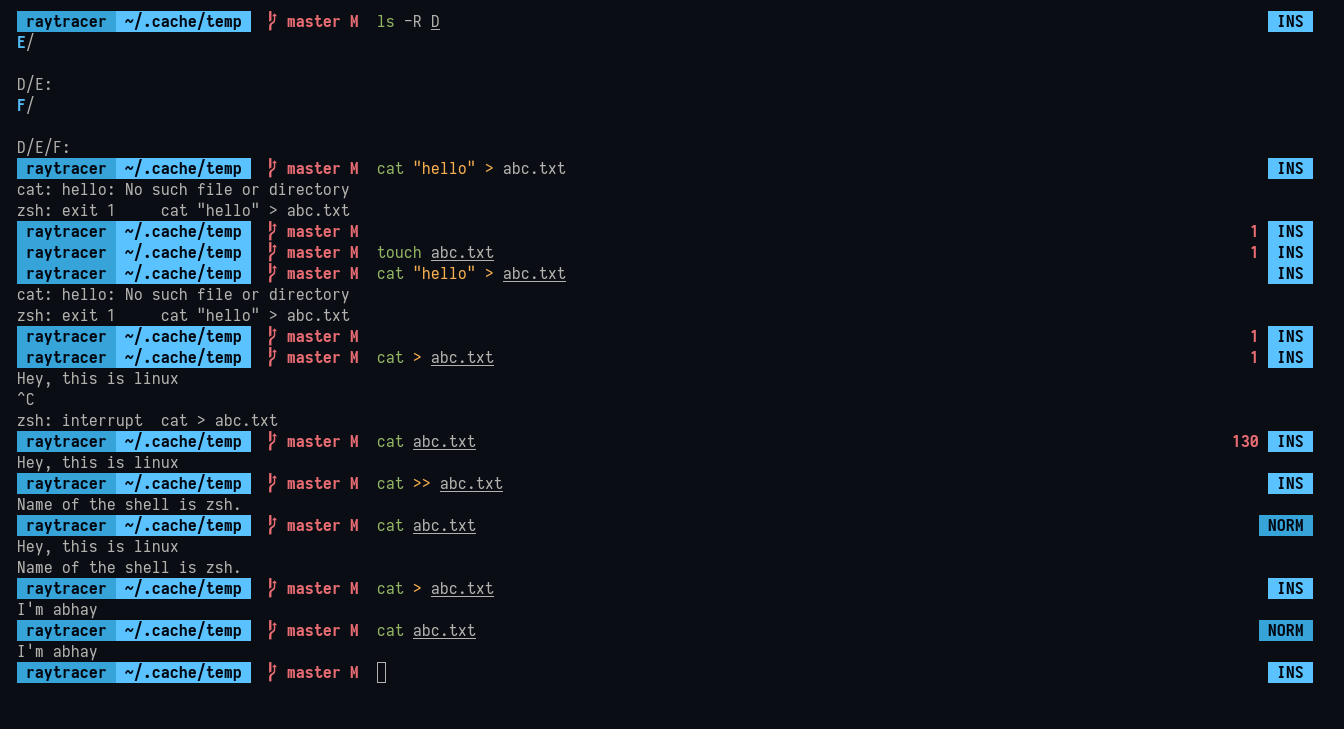 raytracer ~/.cache/temp master M ls -R D INS
E/
D/E:
F/
D/E/F:
raytracer ~/.cache/temp master M cat "hello" > abc.txt INS
cat: hello: No such file or directory
zsh: exit 1     cat "hello" > abc.txt
raytracer ~/.cache/temp master M 1 INS
raytracer ~/.cache/temp master M touch abc.txt 1 INS
raytracer ~/.cache/temp master M cat "hello" > abc.txt INS
cat: hello: No such file or directory
zsh: exit 1     cat "hello" > abc.txt
raytracer ~/.cache/temp master M 1 INS
raytracer ~/.cache/temp master M cat > abc.txt 1 INS
Hey, this is linux
^C
zsh: interrupt  cat > abc.txt
raytracer ~/.cache/temp master M cat abc.txt 130 INS
Hey, this is linux
raytracer ~/.cache/temp master M cat >> abc.txt INS
Name of the shell is zsh.
raytracer ~/.cache/temp master M cat abc.txt NORM
Hey, this is linux
Name of the shell is zsh.
raytracer ~/.cache/temp master M cat > abc.txt INS
I'm abhay
raytracer ~/.cache/temp master M cat abc.txt NORM
I'm abhay
raytracer ~/.cache/temp master M INS